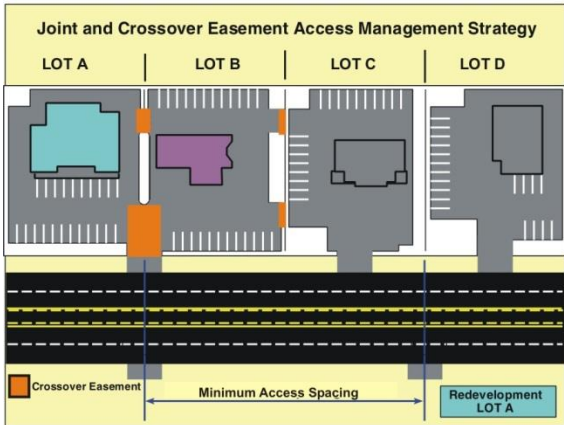 Joint and Crossover Easement Access Management Strategy
LOT A LOT B LOT C LOT D
Crossover Easement
Minimum Access Spacing
Redevelopment
LOT A